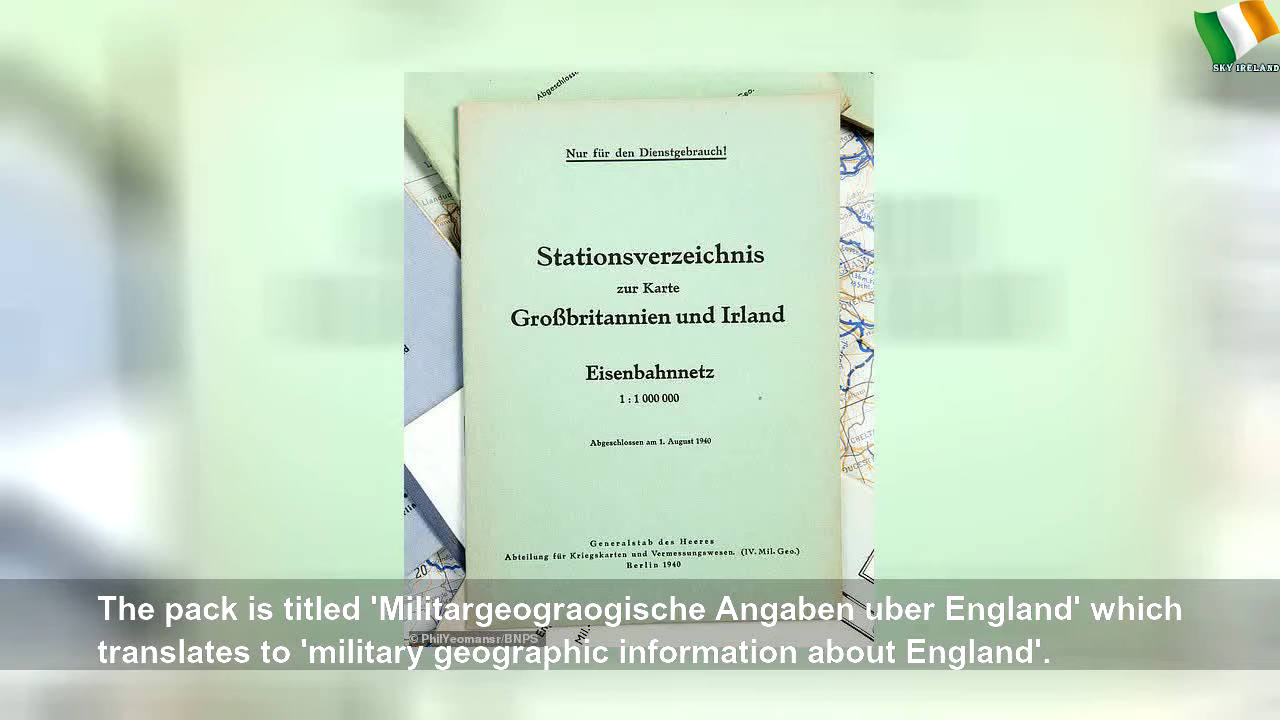 SKY IRELAND
Abgeschloss
Nur für den Dienstgebrauch!
Stationsverzeichnis
zur Karte
Großbritannien und Irland
Eisenbahnnetz
1 : 1 000 000
Abgeschlossen am 1. August 1940
Generalstab des Heeres
Abteilung für Kriegskarten und Vermessungswesen. (IV. Mil. Geo.)
Berlin 1940
20
The pack is titled 'Militargeograogische Angaben uber England' which
© PhilYeomansr/BNPS
translates to 'military geographic information about England'.